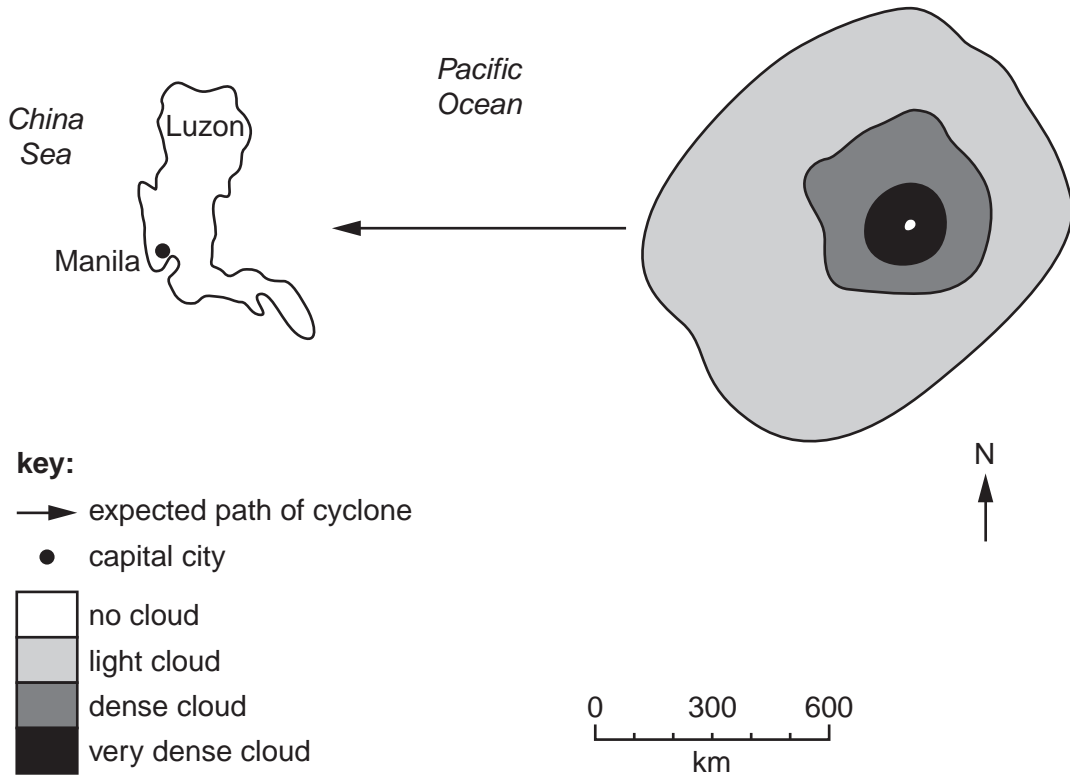 Pacific
Ocean
China
Sea
Luzon
Manila
N
key:
expected path of cyclone
capital city
no cloud
light cloud
dense cloud
very dense cloud
0 300 600
km